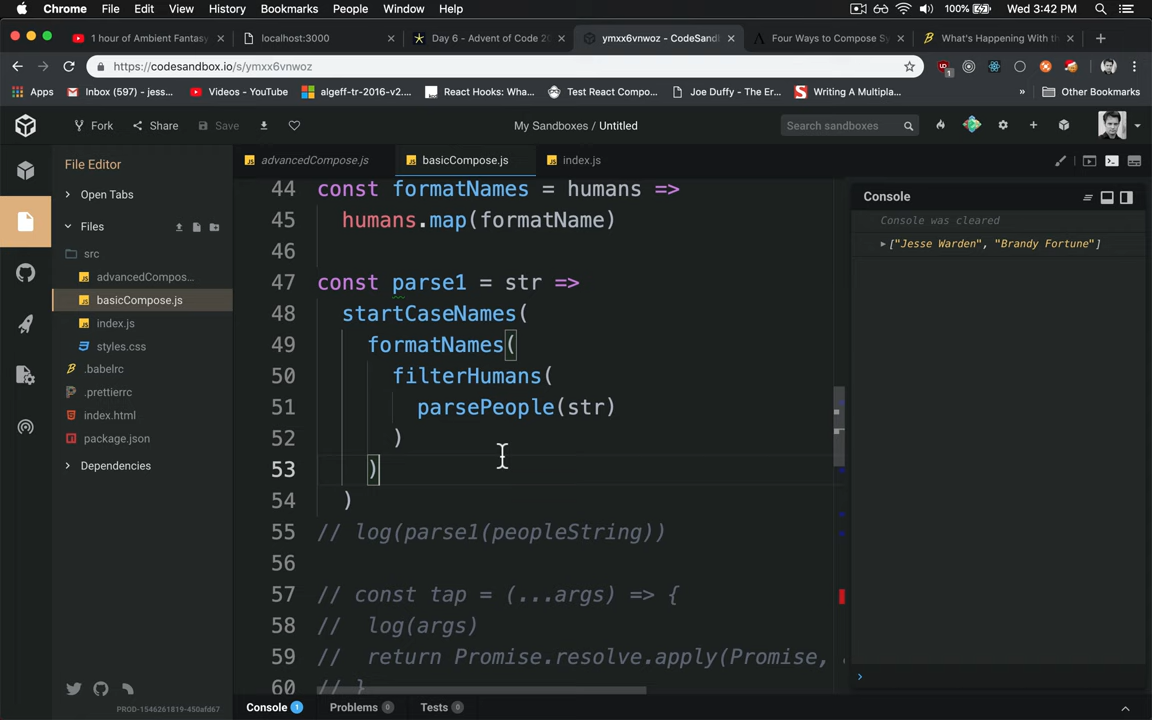 Chrome File Edit View History Bookmarks People Window Help 100% Wed 3:42 PM
1 hour of Ambient Fantasy localhost:3000 Day 6 - Advent of Code 20 ymxx6vnwoz - CodeSandb Four Ways to Compose Sy What's Happening With th
https://codesandbox.io/s/ymxx6vnwoz
Apps Inbox (597) - jess... Videos - YouTube algeff-tr-2016-v2... React Hooks: Wha... Test React Compo... Joe Duffy - The Er... Writing A Multipla... » Other Bookmarks
Fork Share Save My Sandboxes / Untitled Search sandboxes
File Editor advancedCompose.js basicCompose.js index.js
Open Tabs
Files
src
advancedCompos...
basicCompose.js
index.js
styles.css
.babelrc
.prettierrc
index.html
package.json
Dependencies
44 const formatNames = humans =>
45 humans.map(formatName)
46
47 const parse1 = str =>
48 startCaseNames(
49 formatNames(
50 filterHumans(
51 parsePeople(str)
52 )
53 )
54 )
55 // log(parse1(peopleString))
56
57 // const tap = (...args) => {
58 // log(args)
59 // return Promise.resolve.apply(Promise,
60 // }
Console
Console was cleared
["Jesse Warden", "Brandy Fortune"]
PROD-1546261819-450afd67
Console 1 Problems 0 Tests 0